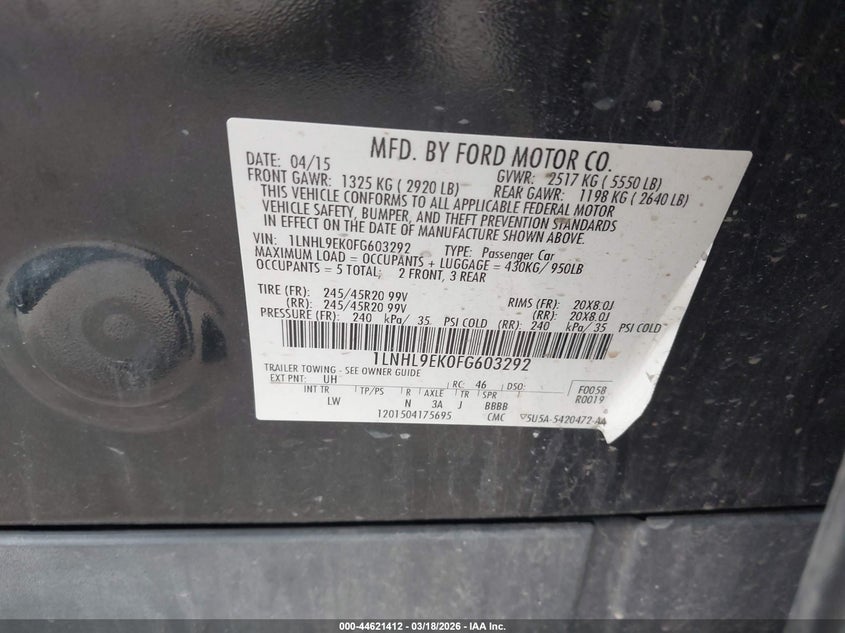 MFD. BY FORD MOTOR CO.
DATE: 04/15 GVWR: 2517 KG ( 5550 LB)
FRONT GAWR: 1325 KG ( 2920 LB) REAR GAWR: 1198 KG ( 2640 LB)
THIS VEHICLE CONFORMS TO ALL APPLICABLE FEDERAL MOTOR
VEHICLE SAFETY, BUMPER, AND THEFT PREVENTION STANDARDS
IN EFFECT ON THE DATE OF MANUFACTURE SHOWN ABOVE.
VIN: 1LNHL9EK0FG603292 TYPE: Passenger Car
MAXIMUM LOAD = OCCUPANTS + LUGGAGE = 430KG/ 950LB
OCCUPANTS = 5 TOTAL, 2 FRONT, 3 REAR
TIRE (FR): 245/45R20 99V RIMS (FR): 20X8.0J
(RR): 245/45R20 99V (RR): 20X8.0J
PRESSURE (FR): 240 kPa/ 35 PSI COLD (RR): 240 kPa/ 35 PSI COLD
1LNHL9EK0FG603292
TRAILER TOWING - SEE OWNER GUIDE
EXT PNT: UH RC: 46 DSO: F0058
INT TR TP/PS R AXLE TR SPR R0019
LW N 3A J BBBB
1201504175695 CMC 5U5A-5420472-AA
000-44621412 - 03/18/2026 - IAA Inc.